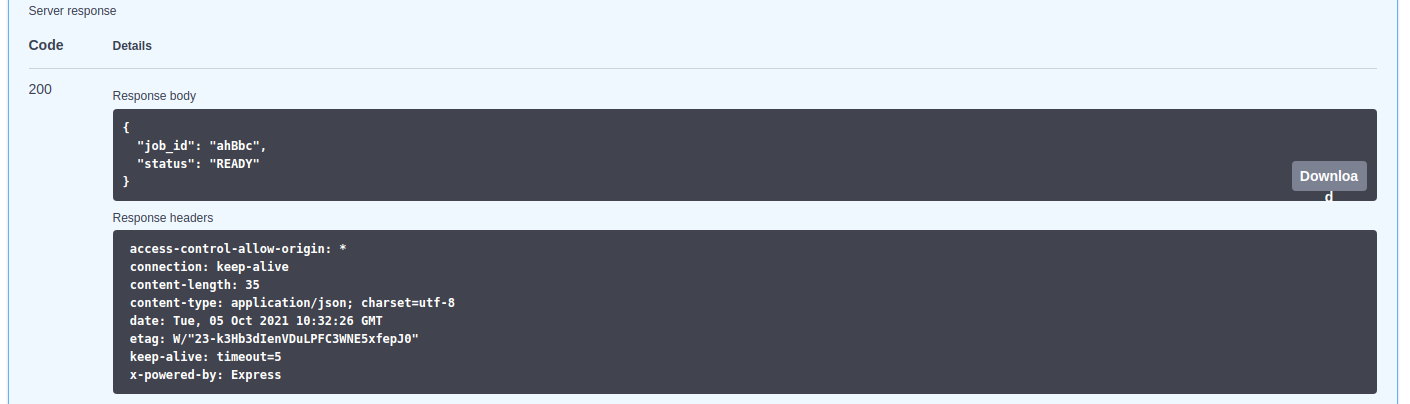 Server response
Code Details
200
Response body
{
"job_id": "ahBbc",
"status": "READY"
}
Downloa
d
Response headers
access-control-allow-origin: *
connection: keep-alive
content-length: 35
content-type: application/json; charset=utf-8
date: Tue, 05 Oct 2021 10:32:26 GMT
etag: W/"23-k3Hb3dIenVDuLPFC3WNE5xfepJ0"
keep-alive: timeout=5
x-powered-by: Express